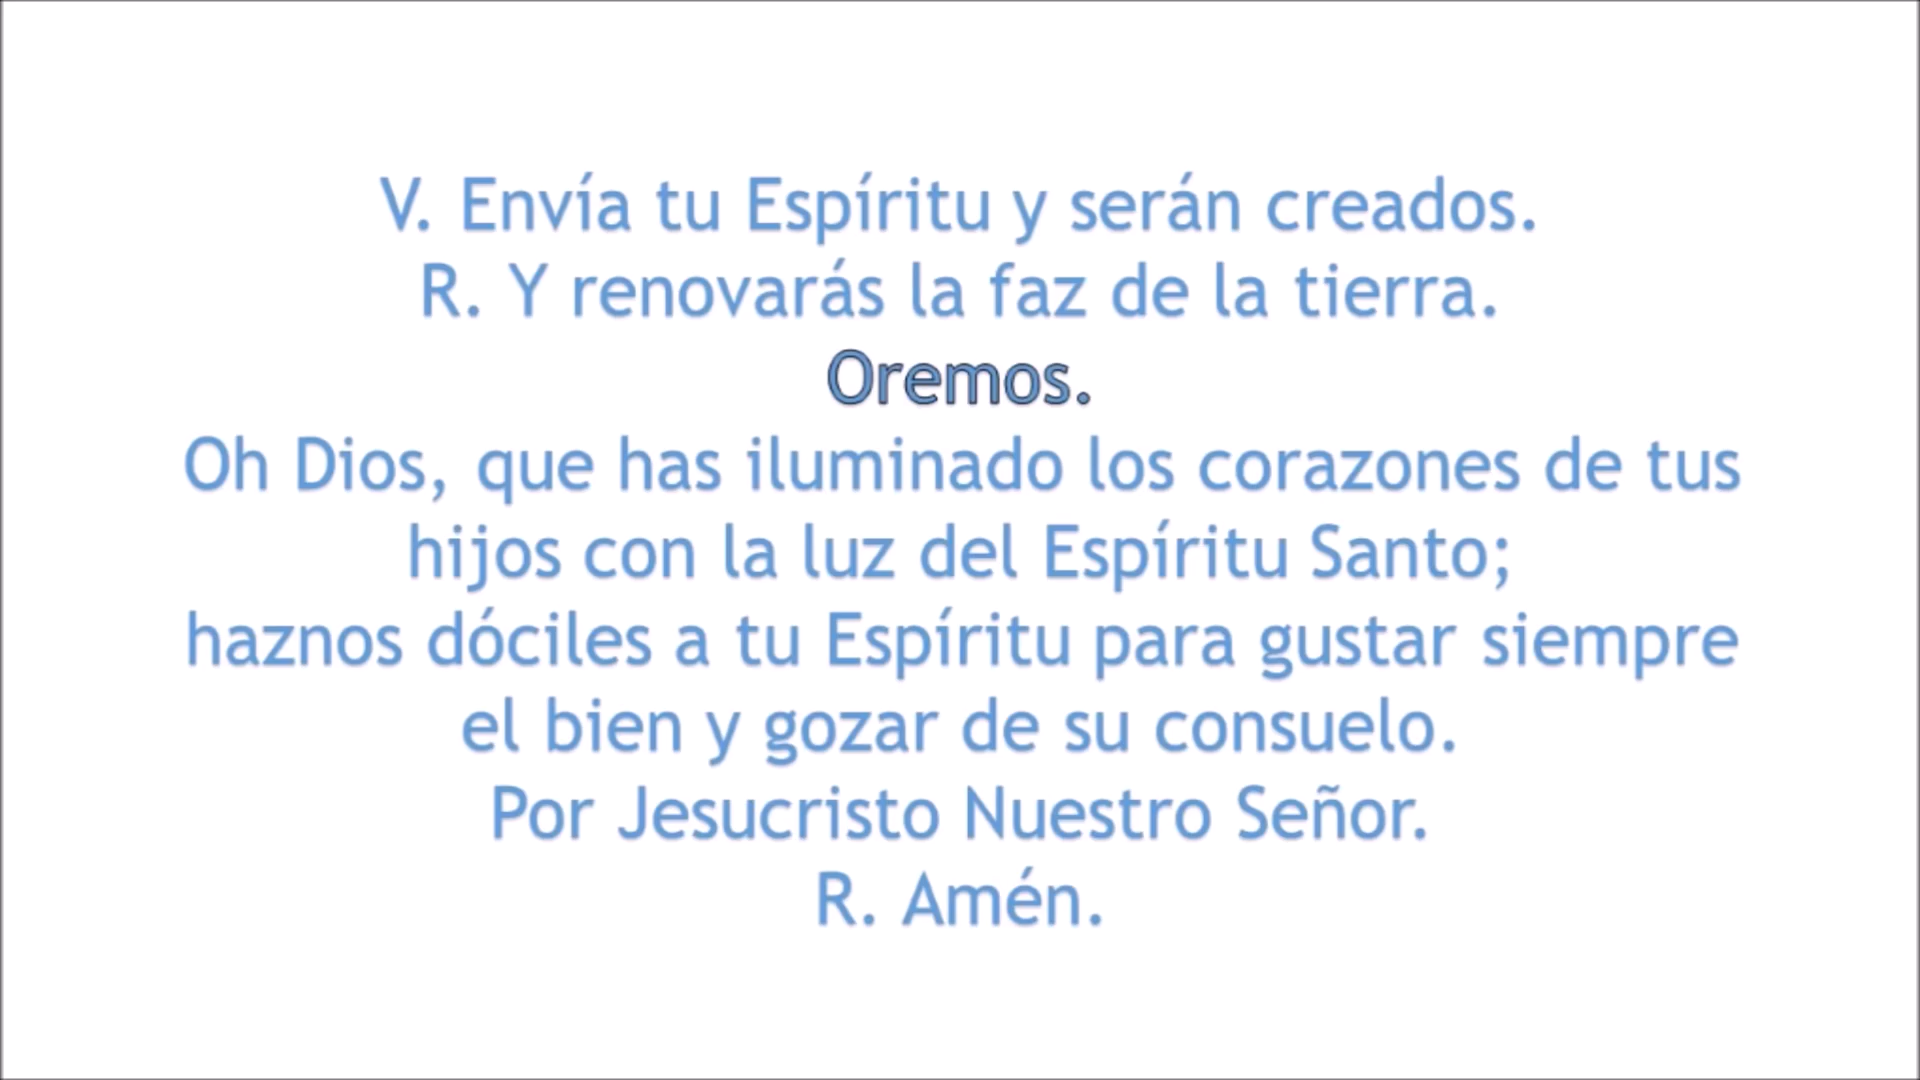 V. Envía tu Espíritu y serán creados.
R. Y renovarás la faz de la tierra.
Oremos.
Oh Dios, que has iluminado los corazones de tus
hijos con la luz del Espíritu Santo;
haznos dóciles a tu Espíritu para gustar siempre
el bien y gozar de su consuelo.
Por Jesucristo Nuestro Señor.
R. Amén.